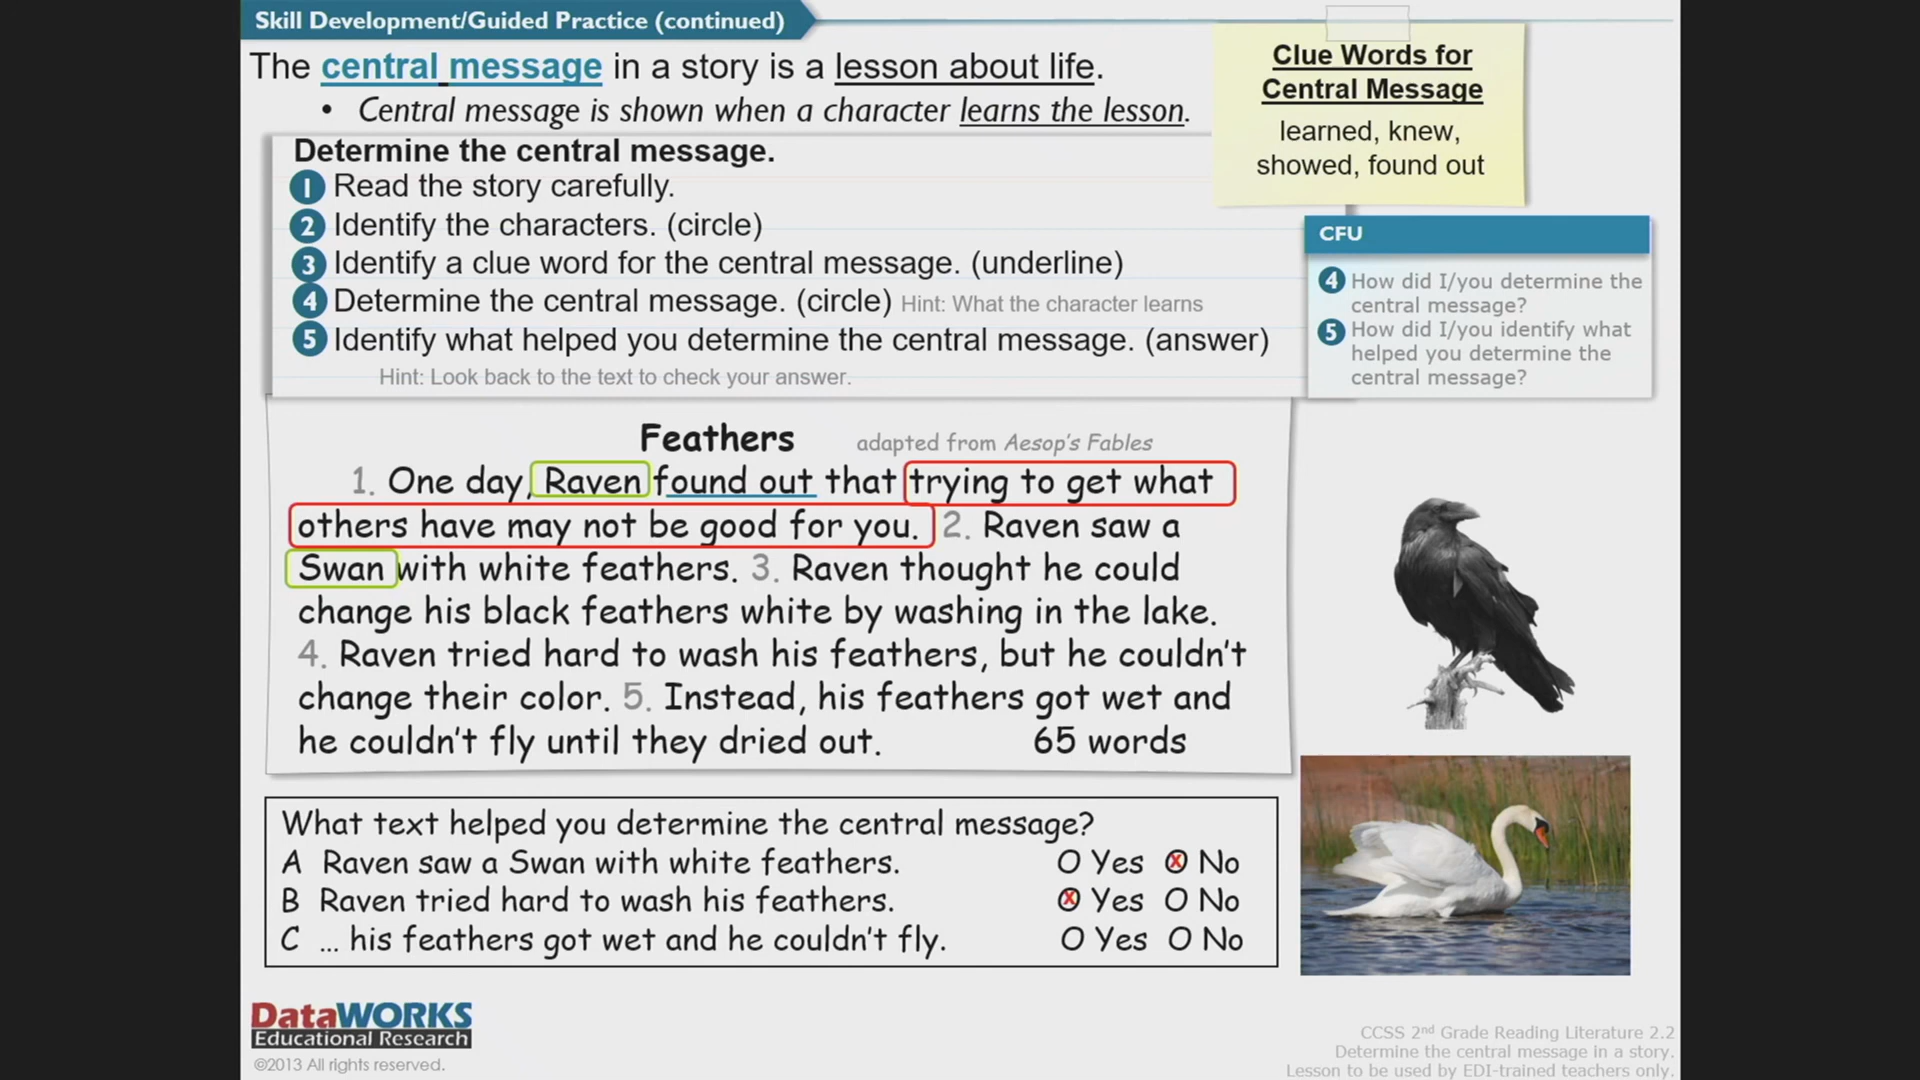 Skill Development/Guided Practice (continued)
The central message in a story is a lesson about life.
• Central message is shown when a character learns the lesson.
Clue Words for
Central Message
learned, knew,
showed, found out
Determine the central message.
1 Read the story carefully.
2 Identify the characters. (circle)
3 Identify a clue word for the central message. (underline)
4 Determine the central message. (circle) Hint: What the character learns
5 Identify what helped you determine the central message. (answer)
Hint: Look back to the text to check your answer.
CFU
4 How did I/you determine the
central message?
5 How did I/you identify what
helped you determine the
central message?
Feathers adapted from Aesop's Fables
1. One day, Raven found out that trying to get what
others have may not be good for you. 2. Raven saw a
Swan with white feathers. 3. Raven thought he could
change his black feathers white by washing in the lake.
4. Raven tried hard to wash his feathers, but he couldn't
change their color. 5. Instead, his feathers got wet and
he couldn't fly until they dried out. 65 words
What text helped you determine the central message?
A Raven saw a Swan with white feathers. O Yes O x No
B Raven tried hard to wash his feathers. O x Yes O No
C ... his feathers got wet and he couldn't fly. O Yes O No
DataWORKS
Educational Research
©2013 All rights reserved.
CCSS 2nd Grade Reading Literature 2.2
Determine the central message in a story.
Lesson to be used by EDI-trained teachers only.